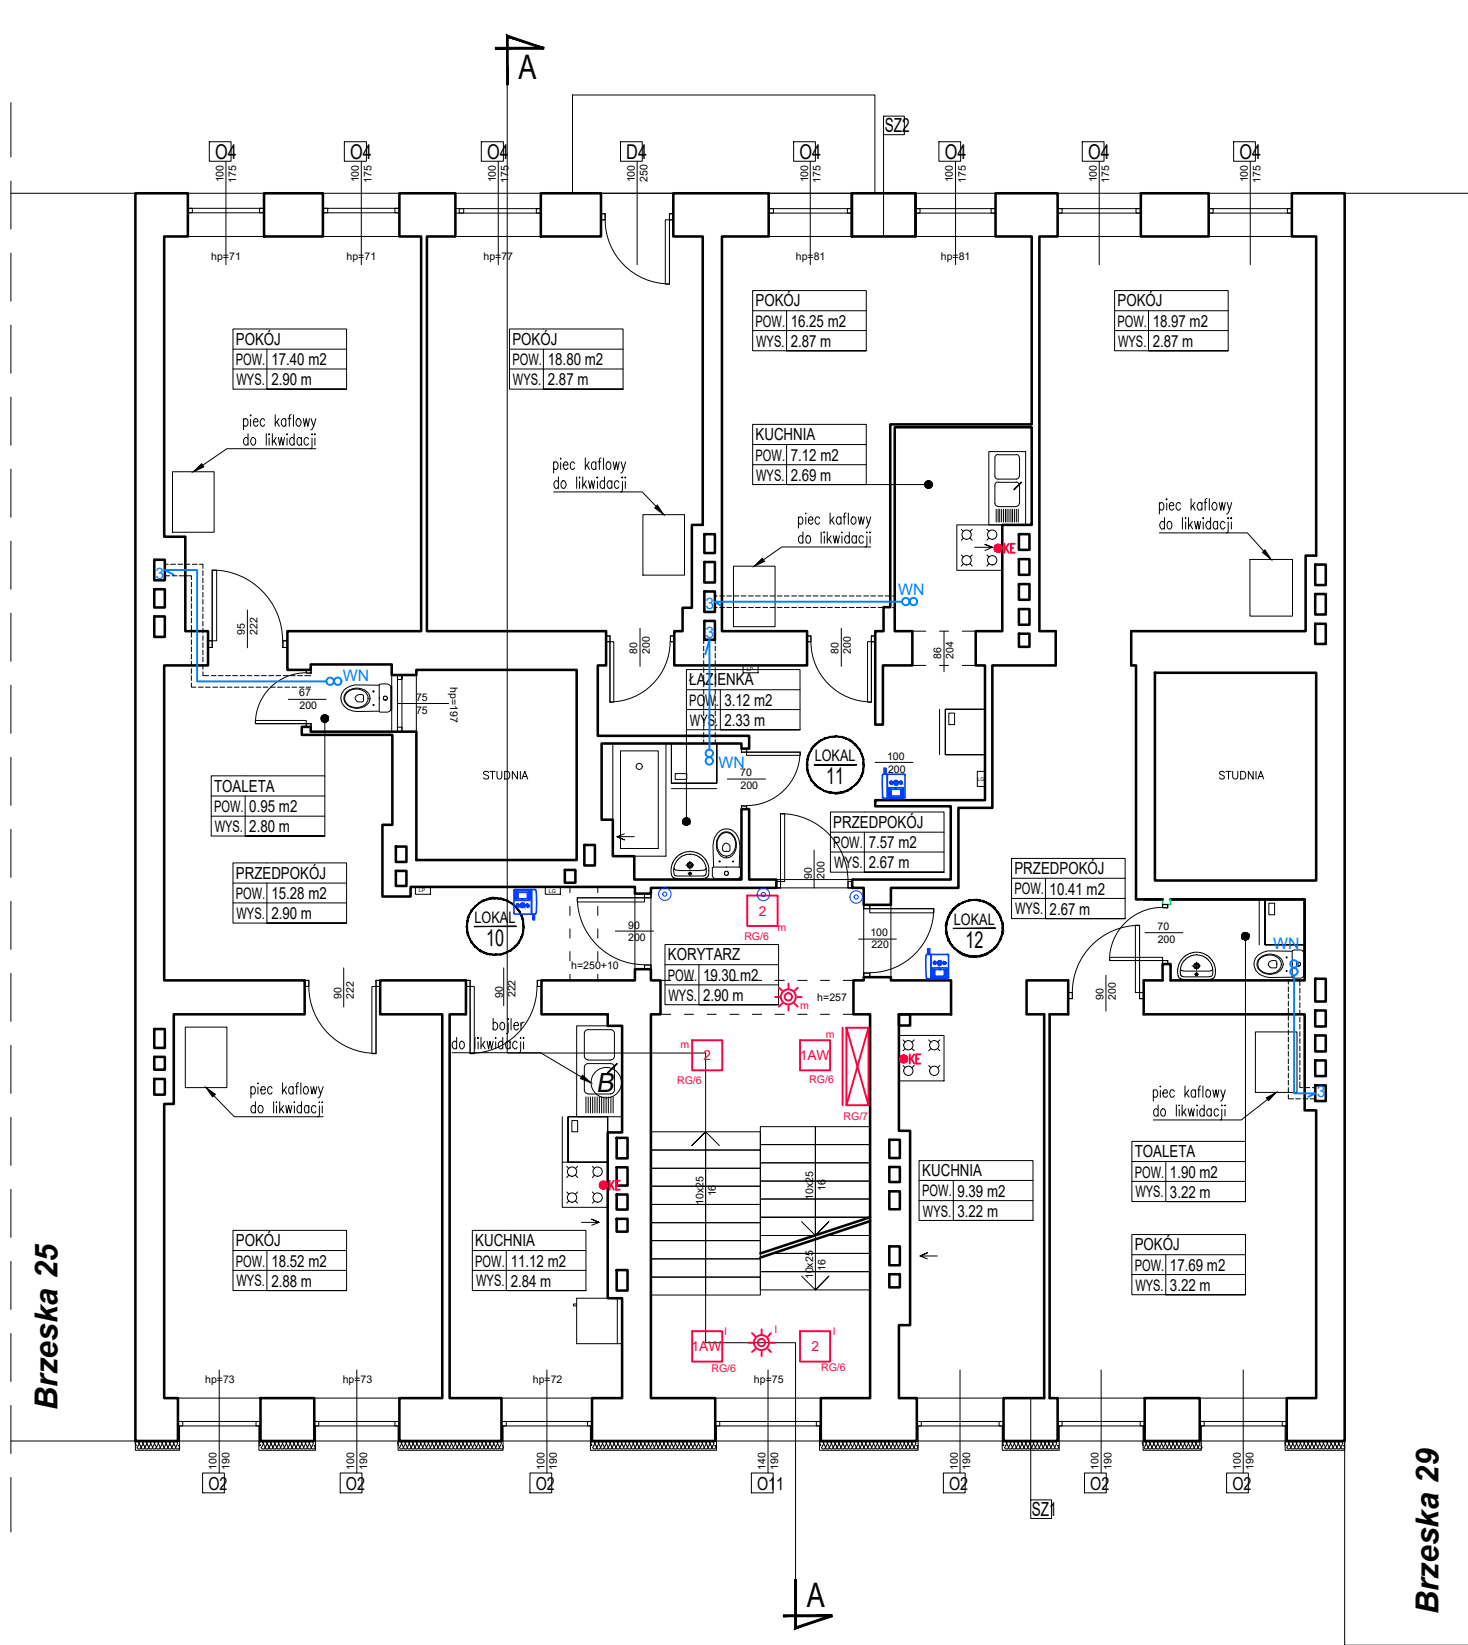 A
SZ2
O4
O4
O4
D4
O4
O4
O4
O4
100
175
100
175
100
175
100
250
100
175
100
175
100
175
100
175
hp=71
hp=71
hp=77
hp=81
hp=81
POKÓJ
POW. 17.40 m2
WYS. 2.90 m
POKÓJ
POW. 18.80 m2
WYS. 2.87 m
POKÓJ
POW. 16.25 m2
WYS. 2.87 m
POKÓJ
POW. 18.97 m2
WYS. 2.87 m
piec kaflowy
do likwidacji
piec kaflowy
do likwidacji
KUCHNIA
POW. 7.12 m2
WYS. 2.69 m
piec kaflowy
do likwidacji
piec kaflowy
do likwidacji
KE
3
WN
3
3
95
222
80
200
80
200
86
204
WN
67
200
75
75
hp=197
ŁAZIENKA
POW. 3.12 m2
WYS. 2.33 m
LG
WN
70
200
LOKAL
11
100
200
LG
STUDNIA
STUDNIA
TOALETA
POW. 0.95 m2
WYS. 2.80 m
PRZEDPOKÓJ
POW. 7.57 m2
WYS. 2.67 m
90
200
PRZEDPOKÓJ
POW. 15.28 m2
WYS. 2.90 m
PRZEDPOKÓJ
POW. 10.41 m2
WYS. 2.67 m
LP
LG
LOKAL
10
90
200
2
m
RG/6
100
220
LOKAL
12
70
200
WN
h=250+10
KORYTARZ
POW. 19.30 m2
WYS. 2.90 m
m
h=257
90
222
90
222
90
200
bojler
do likwidacji
B
m
2
RG/6
1AW
RG/6
m
RG/7
KE
piec kaflowy
do likwidacji
piec kaflowy
do likwidacji
3
TOALETA
POW. 1.90 m2
WYS. 3.22 m
KUCHNIA
POW. 9.39 m2
WYS. 3.22 m
KE
10x25
16
10x25
16
10x25
16
POKÓJ
POW. 18.52 m2
WYS. 2.88 m
KUCHNIA
POW. 11.12 m2
WYS. 2.84 m
POKÓJ
POW. 17.69 m2
WYS. 3.22 m
1AW
l
RG/6
l
2
l
RG/6
hp=73
hp=73
hp=72
hp=75
100
190
100
190
100
190
140
190
100
190
100
190
100
190
O2
O2
O2
O11
O2
O2
O2
SZ1
A
Brzeska 25
Brzeska 29